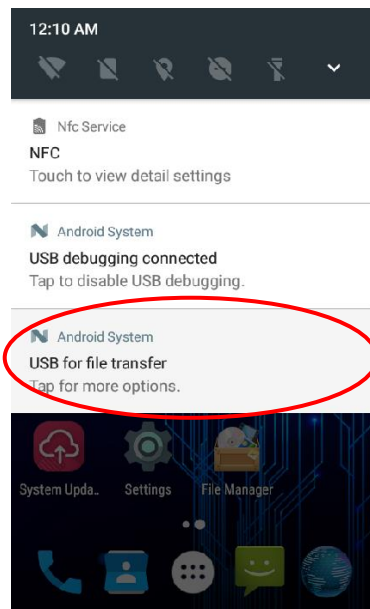 12:10 AM
Nfc Service
NFC
Touch to view detail settings
Android System
USB debugging connected
Tap to disable USB debugging.
Android System
USB for file transfer
Tap for more options.
System Upda..
Settings
File Manager